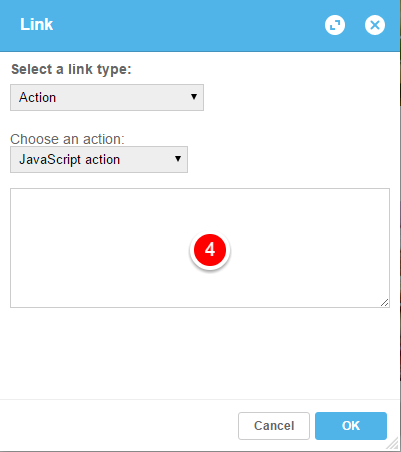 Link
Select a link type:
Action
Choose an action:
JavaScript action
4
Cancel OK